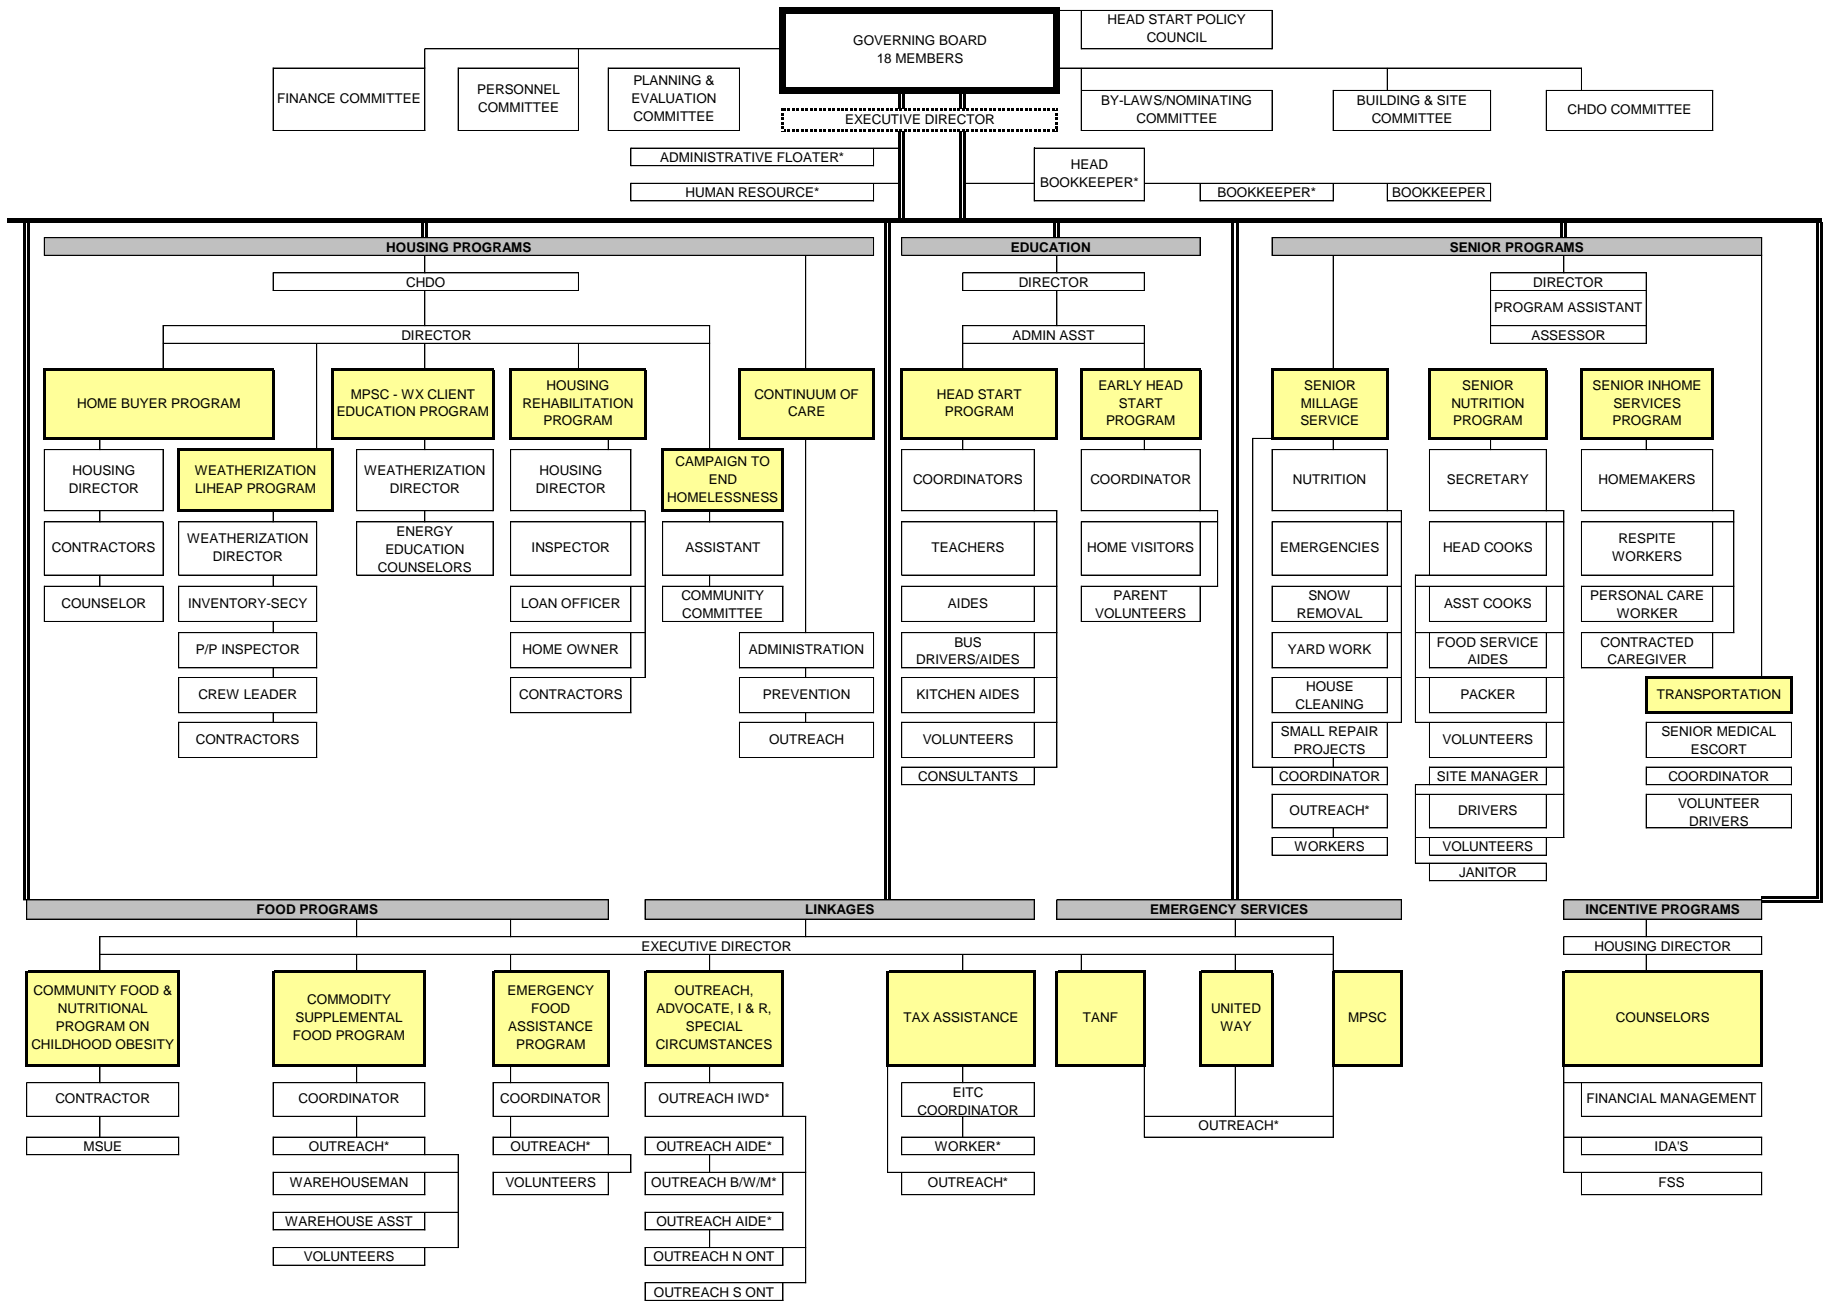 HEAD START POLICY
COUNCIL
GOVERNING BOARD
18 MEMBERS
FINANCE COMMITTEE
PERSONNEL
COMMITTEE
PLANNING &
EVALUATION
COMMITTEE
BY-LAWS/NOMINATING
COMMITTEE
BUILDING & SITE
COMMITTEE
CHDO COMMITTEE
EXECUTIVE DIRECTOR
ADMINISTRATIVE FLOATER*
HUMAN RESOURCE*
HEAD
BOOKKEEPER*
BOOKKEEPER*
BOOKKEEPER
HOUSING PROGRAMS
CHDO
DIRECTOR
HOME BUYER PROGRAM
MPSC - WX CLIENT
EDUCATION PROGRAM
HOUSING
REHABILITATION
PROGRAM
CONTINUUM OF
CARE
HOUSING
DIRECTOR
CONTRACTORS
COUNSELOR
WEATHERIZATION
LIHEAP PROGRAM
WEATHERIZATION
DIRECTOR
INVENTORY-SECY
P/P INSPECTOR
CREW LEADER
CONTRACTORS
WEATHERIZATION
DIRECTOR
ENERGY
EDUCATION
COUNSELORS
HOUSING
DIRECTOR
INSPECTOR
LOAN OFFICER
HOME OWNER
CONTRACTORS
CAMPAIGN TO
END
HOMELESSNESS
ASSISTANT
COMMUNITY
COMMITTEE
ADMINISTRATION
PREVENTION
OUTREACH
EDUCATION
DIRECTOR
ADMIN ASST
HEAD START
PROGRAM
COORDINATORS
TEACHERS
AIDES
BUS
DRIVERS/AIDES
KITCHEN AIDES
VOLUNTEERS
CONSULTANTS
EARLY HEAD
START
PROGRAM
COORDINATOR
HOME VISITORS
PARENT
VOLUNTEERS
SENIOR PROGRAMS
DIRECTOR
PROGRAM ASSISTANT
ASSESSOR
SENIOR
MILLAGE
SERVICE
NUTRITION
EMERGENCIES
SNOW
REMOVAL
YARD WORK
HOUSE
CLEANING
SMALL REPAIR
PROJECTS
COORDINATOR
OUTREACH*
WORKERS
SENIOR
NUTRITION
PROGRAM
SECRETARY
HEAD COOKS
ASST COOKS
FOOD SERVICE
AIDES
PACKER
VOLUNTEERS
SITE MANAGER
DRIVERS
VOLUNTEERS
JANITOR
SENIOR INHOME
SERVICES
PROGRAM
HOMEMAKERS
RESPITE
WORKERS
PERSONAL CARE
WORKER
CONTRACTED
CAREGIVER
TRANSPORTATION
SENIOR MEDICAL
ESCORT
COORDINATOR
VOLUNTEER
DRIVERS
FOOD PROGRAMS
LINKAGES
EMERGENCY SERVICES
INCENTIVE PROGRAMS
EXECUTIVE DIRECTOR
HOUSING DIRECTOR
COMMUNITY FOOD &
NUTRITIONAL
PROGRAM ON
CHILDHOOD OBESITY
CONTRACTOR
MSUE
COMMODITY
SUPPLEMENTAL
FOOD PROGRAM
COORDINATOR
OUTREACH*
WAREHOUSEMAN
WAREHOUSE ASST
VOLUNTEERS
EMERGENCY
FOOD
ASSISTANCE
PROGRAM
COORDINATOR
OUTREACH*
VOLUNTEERS
OUTREACH,
ADVOCATE, I & R,
SPECIAL
CIRCUMSTANCES
OUTREACH IWD*
OUTREACH AIDE*
OUTREACH B/W/M*
OUTREACH AIDE*
OUTREACH N ONT
OUTREACH S ONT
TAX ASSISTANCE
EITC
COORDINATOR
WORKER*
OUTREACH*
TANF
UNITED
WAY
MPSC
OUTREACH*
COUNSELORS
FINANCIAL MANAGEMENT
IDA'S
FSS